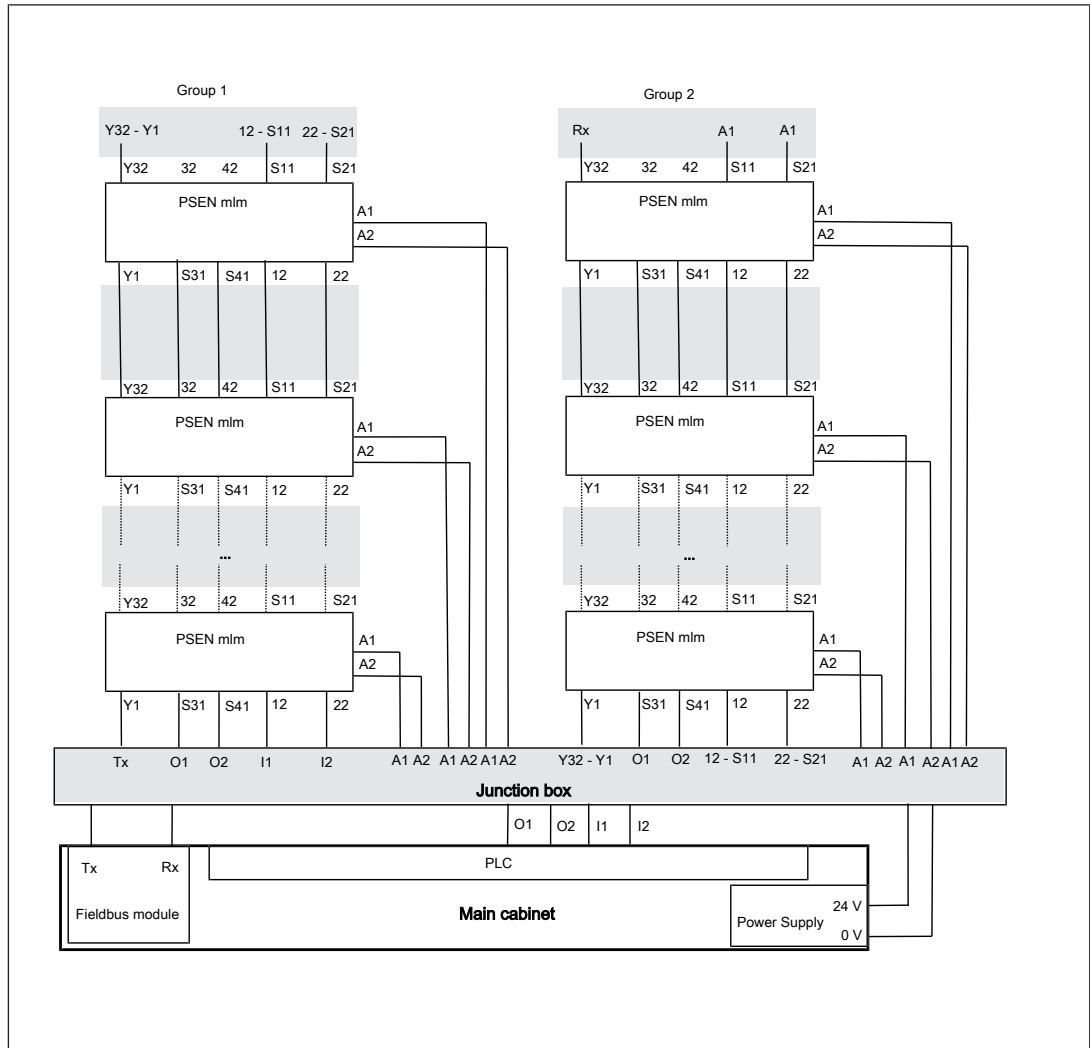 Group 1
Group 2
Y32 - Y1 12 - S11 22 - S21
Rx A1 A1
Y32 32 42 S11 S21
Y32 32 42 S11 S21
PSEN mlm
PSEN mlm
A1
A2
A1
A2
Y1 S31 S41 12 22
Y1 S31 S41 12 22
Y32 32 42 S11 S21
Y32 32 42 S11 S21
PSEN mlm
PSEN mlm
A1
A2
A1
A2
Y1 S31 S41 12 22
Y1 S31 S41 12 22
...
...
Y32 32 42 S11 S21
Y32 32 42 S11 S21
PSEN mlm
PSEN mlm
A1
A2
A1
A2
Y1 S31 S41 12 22
Y1 S31 S41 12 22
Tx O1 O2 I1 I2 A1 A2 A1 A2 A1 A2 Y32 - Y1 O1 O2 12 - S11 22 - S21 A1 A2 A1 A2 A1 A2
Junction box
O1 O2 I1 I2
Tx Rx
PLC
Fieldbus module
Main cabinet
Power Supply
24 V
0 V